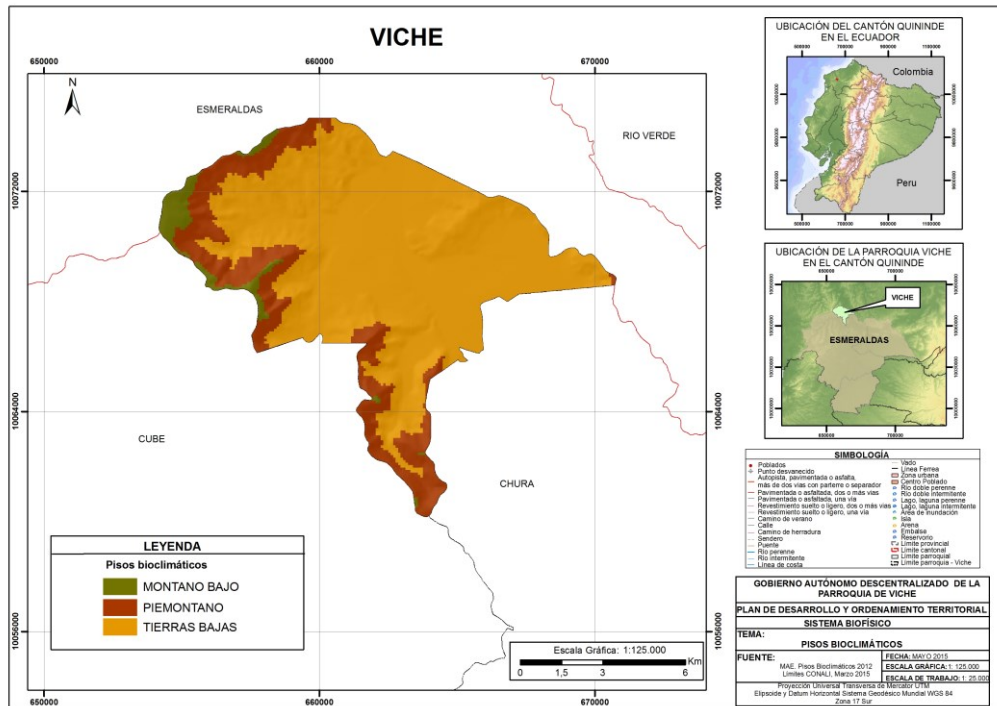 VICHE
650000
660000
670000
N
ESMERALDAS
RIO VERDE
CUBE
CHURA
10072000
10064000
10056000
10072000
10064000
10056000
650000
660000
670000
LEYENDA
Pisos bioclimáticos
MONTANO BAJO
PIEMONTANO
TIERRAS BAJAS
Escala Gráfica: 1:125.000
0 1,5 3 6
Km
UBICACIÓN DEL CANTÓN QUININDE
EN EL ECUADOR
Colombia
Peru
UBICACIÓN DE LA PARROQUIA VICHE
EN EL CANTÓN QUININDE
VICHE
ESMERALDAS
SIMBOLOGÍA
Poblados
Punto desvanecido
Autopista, pavimentada o asfalta,
más de dos vias con parterre o separador
Pavimentada o asfaltada, dos o más vias
Pavimentada o asfaltada, una vía
Revestimiento suelto o ligero, dos o más vias
Revestimiento suelto o ligero, una vía
Camino de verano
Calle
Camino de herradura
Sendero
Puente
Río perenne
Río intermitente
Línea de costa
Vado
Línea Ferrea
Zona urbana
Centro Poblado
Río doble perenne
Río doble intermitente
Lago, laguna perenne
Lago, laguna intermitente
Área de inundación
Isla
Arena
Embalse
Reservorio
Límite provincial
Límite cantonal
Límite parroquial
Límite parroquia - Viche
GOBIERNO AUTÓNOMO DESCENTRALIZADO DE LA
PARROQUIA DE VICHE
PLAN DE DESARROLLO Y ORDENAMIENTO TERRITORIAL
SISTEMA BIOFÍSICO
TEMA:
PISOS BIOCLIMÁTICOS
FUENTE:
MAE. Pisos Bioclimáticos 2012
Límites CONALI, Marzo 2015
FECHA: MAYO 2015
ESCALA GRÁFICA: 1: 125.000
ESCALA DE TRABAJO: 1: 25.000
Proyección Universal Transversa de Mercator UTM
Elipsoide y Datum Horizontal Sistema Geodésico Mundial WGS 84
Zona 17 Sur